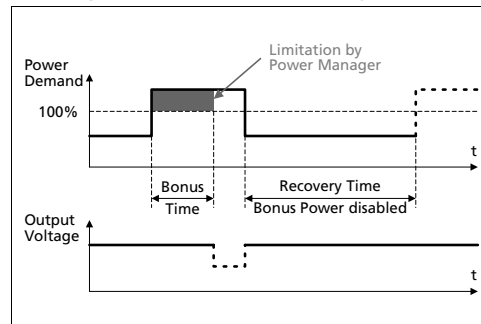 Limitation by
Power Manager
Power
Demand
100%
t
Bonus
Time
Recovery Time
Bonus Power disabled
Output
Voltage
t